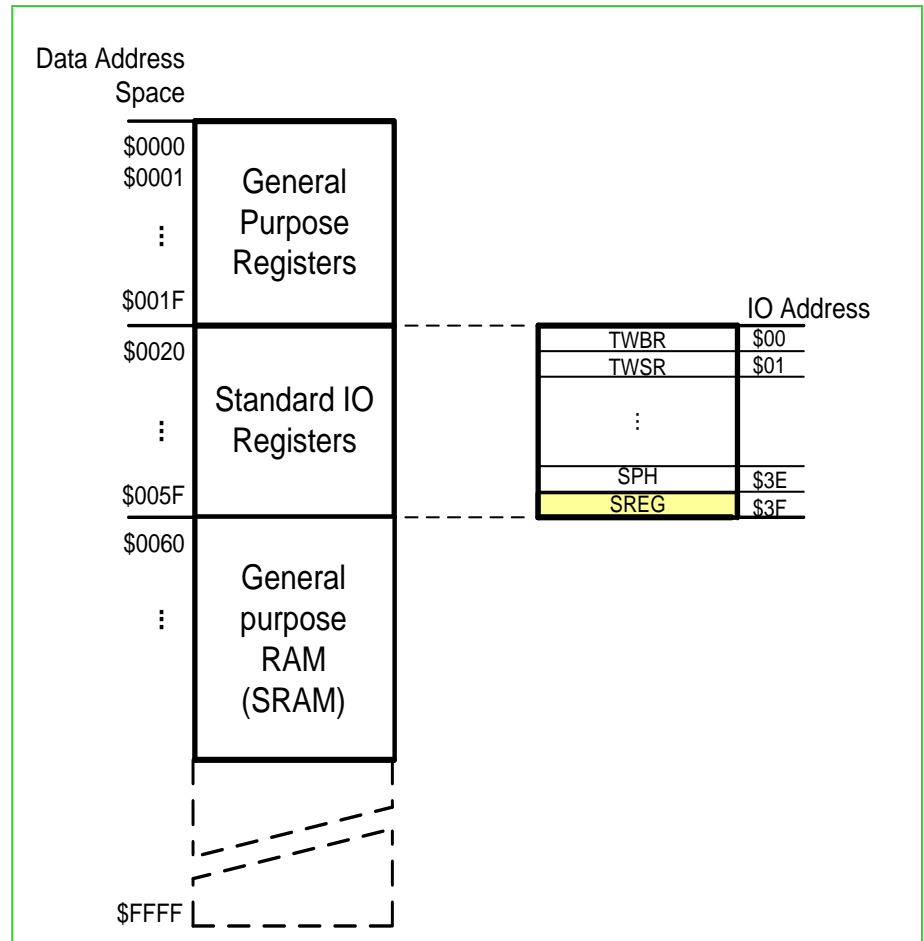 Data Address
Space
$0000
$0001
⋮
$001F
General
Purpose
Registers
$0020
⋮
$005F
Standard IO
Registers
$0060
⋮
General
purpose
RAM
(SRAM)
$FFFF
IO Address
TWBR $00
TWSR $01
⋮
SPH $3E
SREG $3F